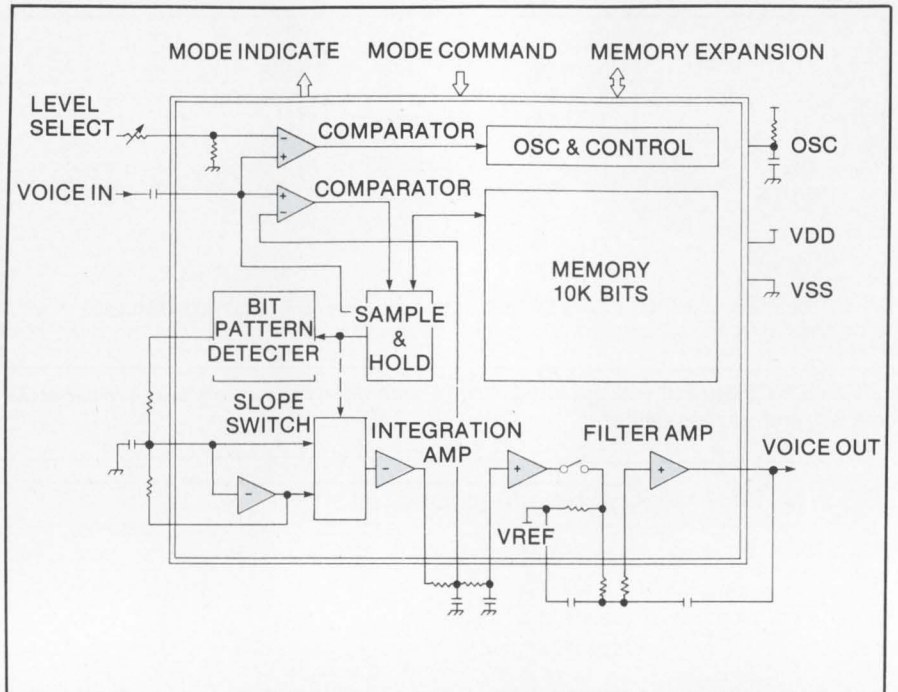 MODE INDICATE
MODE COMMAND
MEMORY EXPANSION
LEVEL
SELECT
COMPARATOR
OSC & CONTROL
OSC
VOICE IN
COMPARATOR
VDD
MEMORY
10K BITS
VSS
BIT
PATTERN
DETECTER
SAMPLE
&
HOLD
SLOPE
SWITCH
INTEGRATION
AMP
FILTER AMP
VOICE OUT
VREF